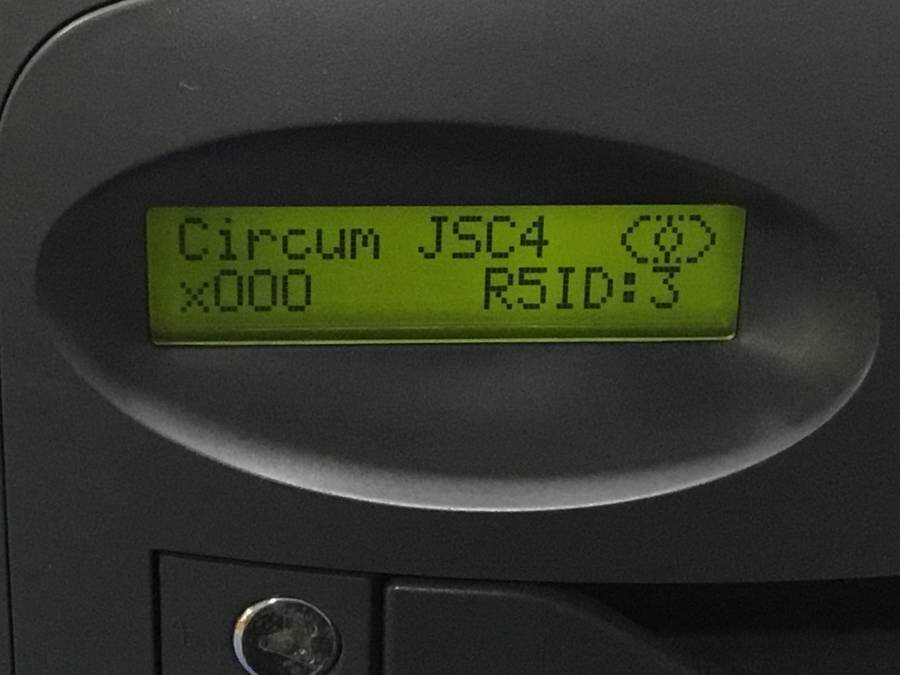 Circum JSC4
x000 R5ID:3